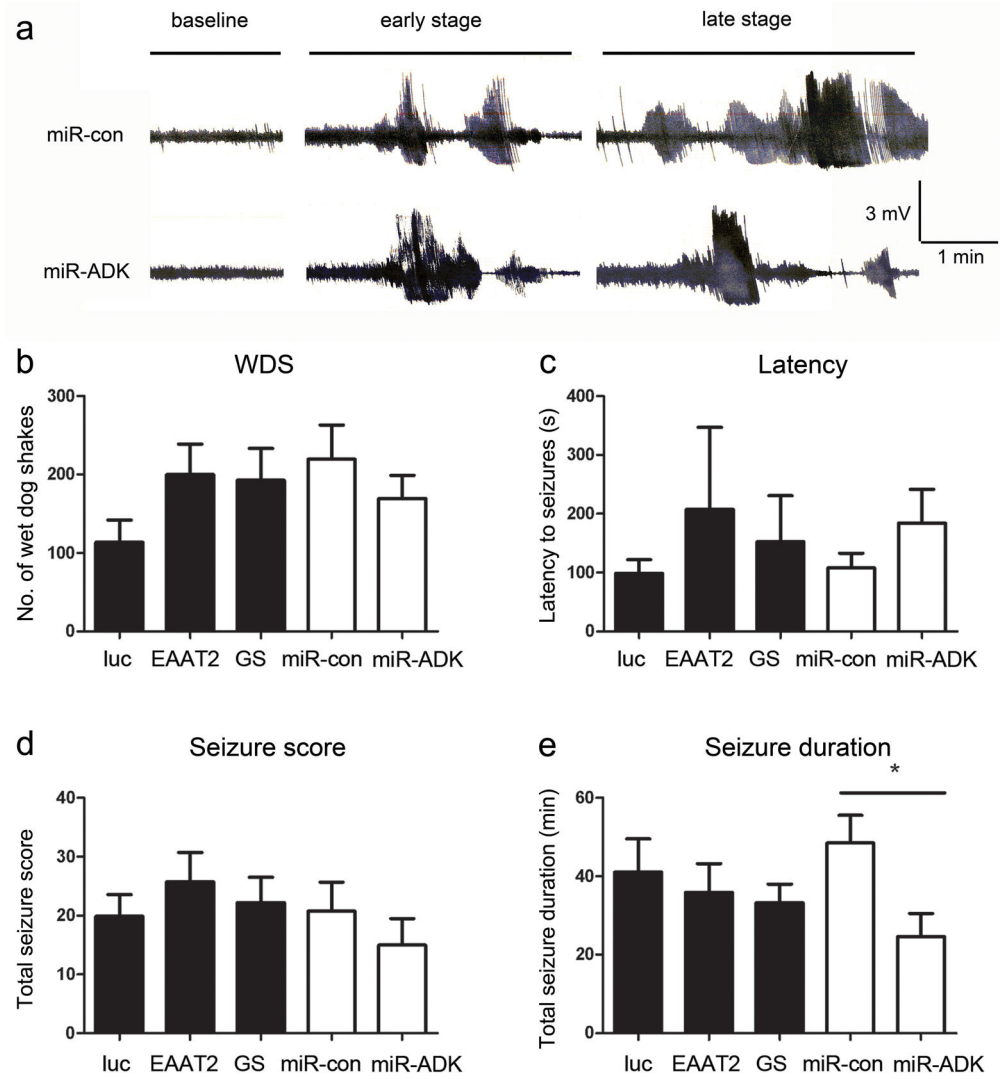 a
baseline early stage late stage
miR-con
miR-ADK
3 mV
1 min
b
WDS
No. of wet dog shakes
300
200
100
0
luc EAAT2 GS miR-con miR-ADK
c
Latency
Latency to seizures (s)
400
300
200
100
0
luc EAAT2 GS miR-con miR-ADK
d
Seizure score
Total seizure score
40
30
20
10
0
luc EAAT2 GS miR-con miR-ADK
e
Seizure duration
*
Total seizure duration (min)
60
40
20
0
luc EAAT2 GS miR-con miR-ADK